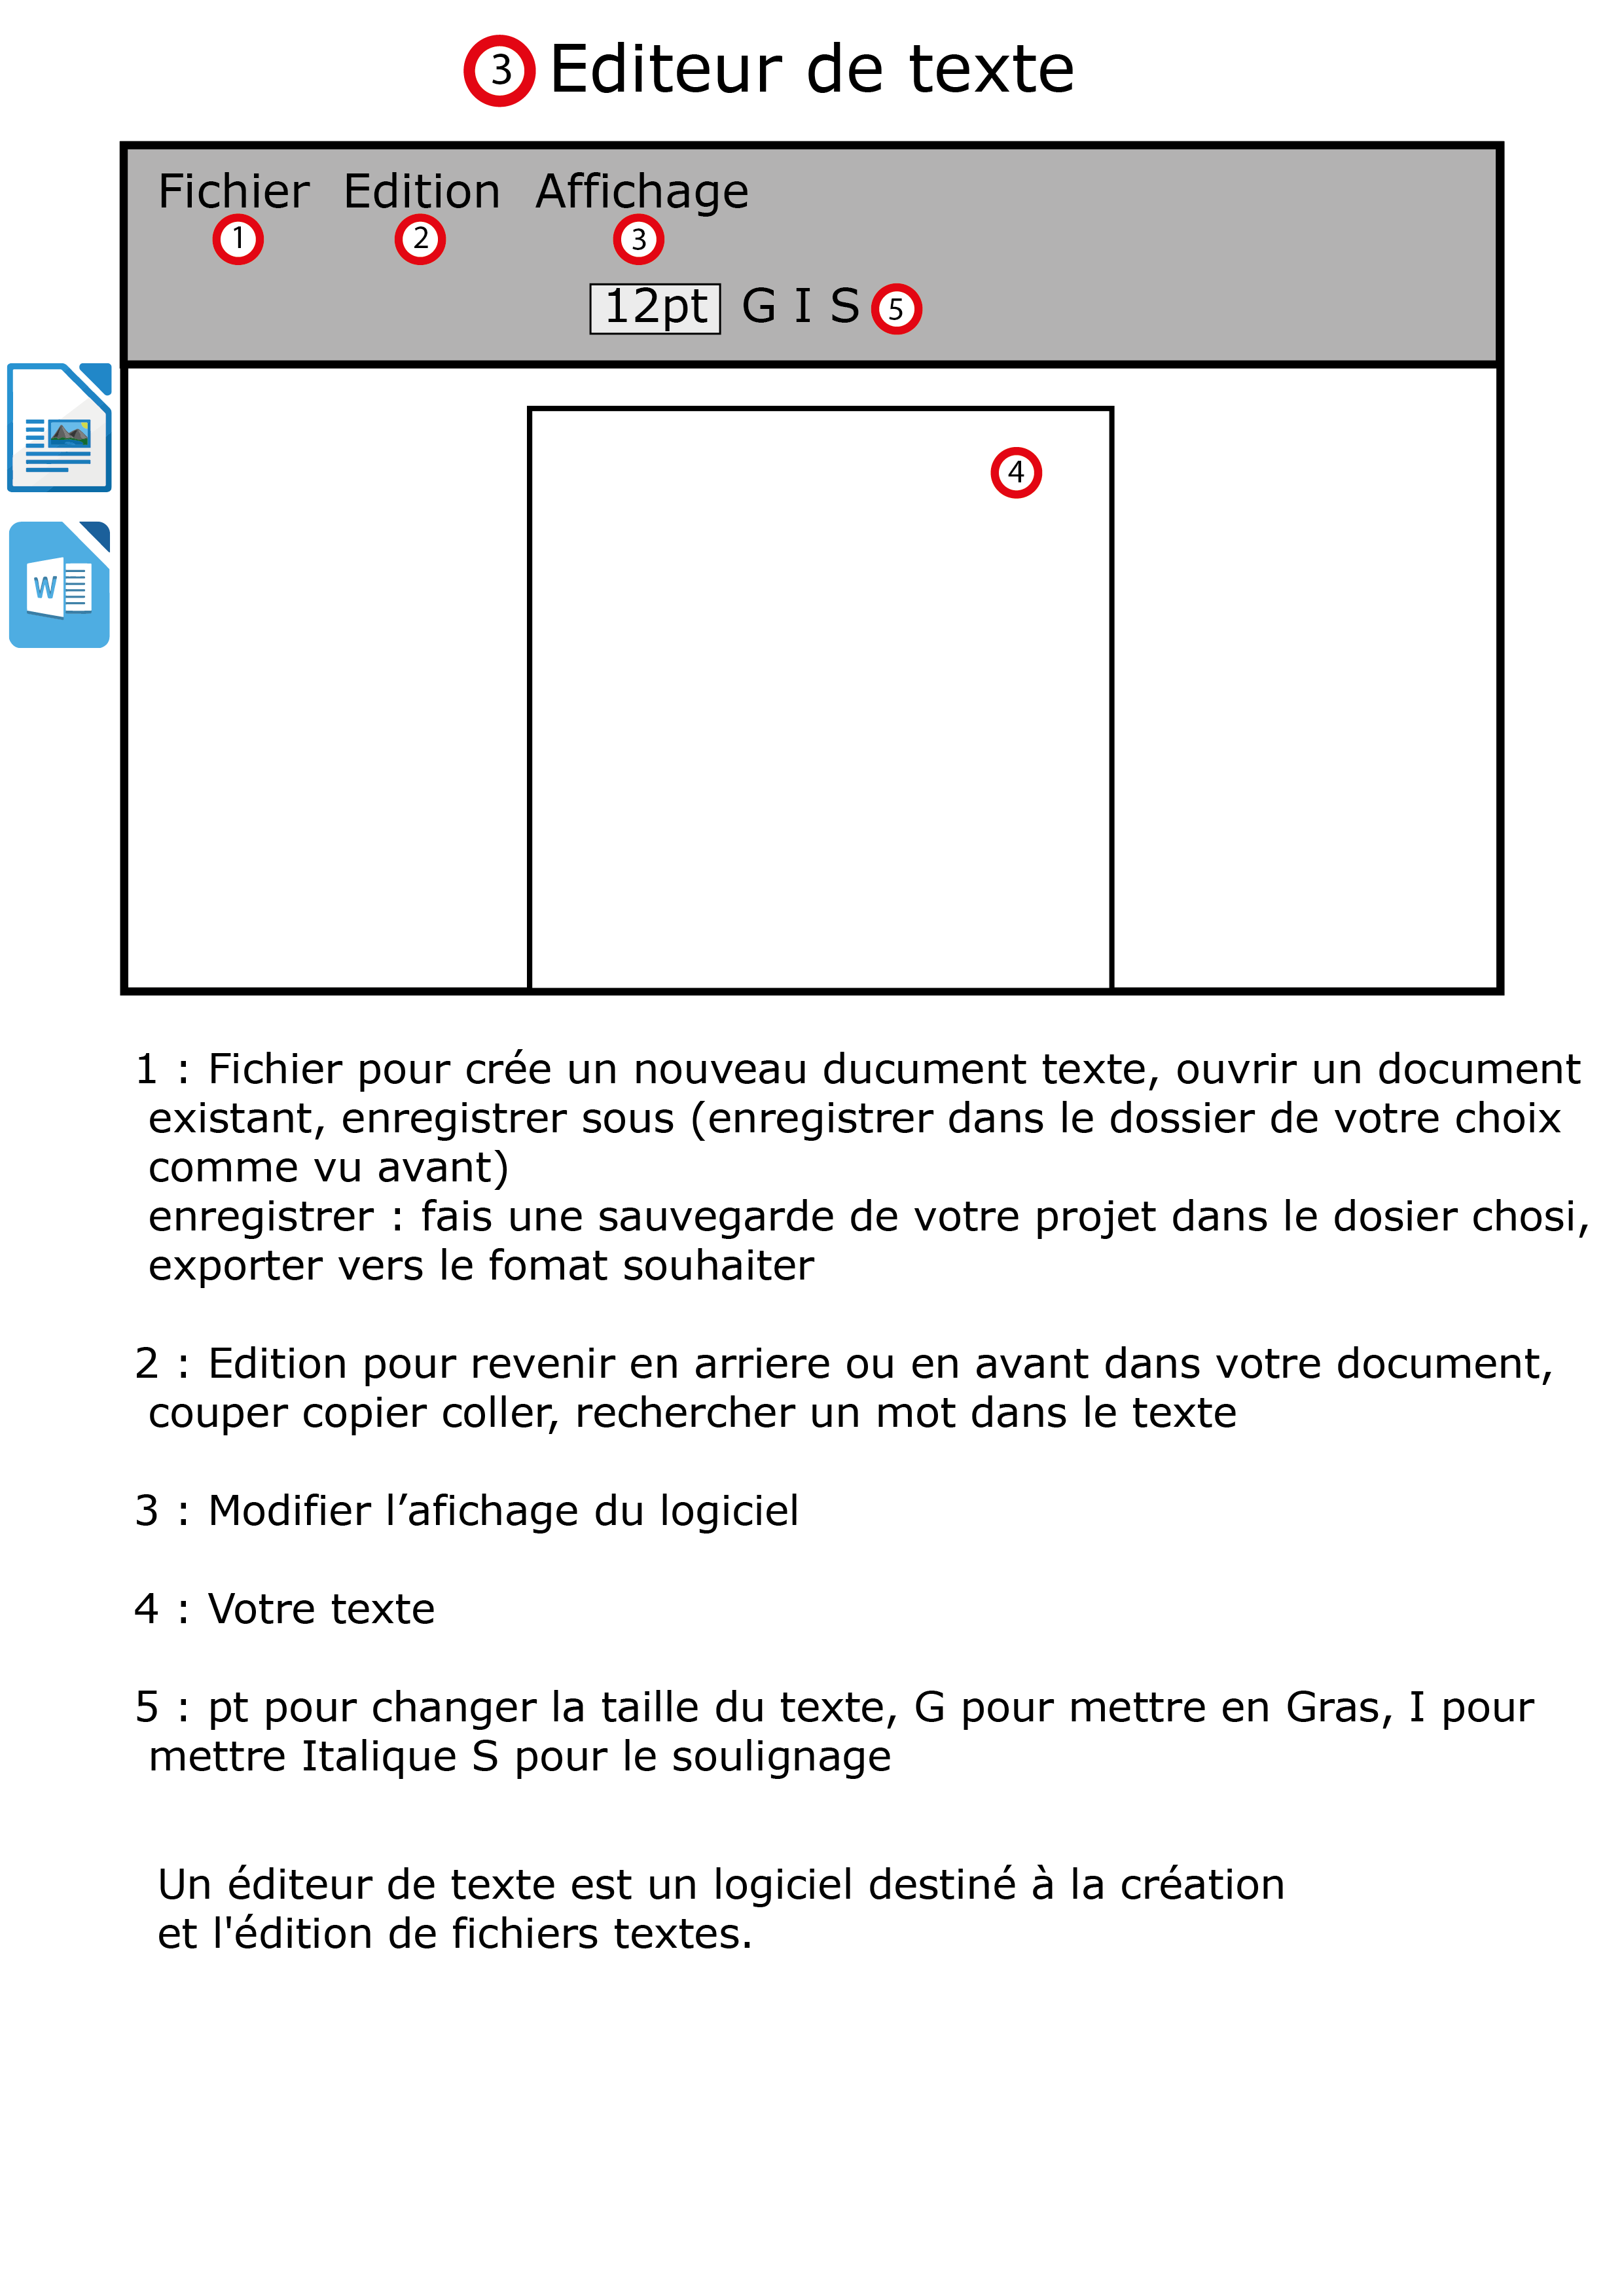 3 Editeur de texte
Fichier Edition Affichage
1 2 3
12pt G I S 5
4
W
1 : Fichier pour crée un nouveau ducument texte, ouvrir un document
existant, enregistrer sous (enregistrer dans le dossier de votre choix
comme vu avant)
enregistrer : fais une sauvegarde de votre projet dans le dosier chosi,
exporter vers le fomat souhaiter
2 : Edition pour revenir en arriere ou en avant dans votre document,
couper copier coller, rechercher un mot dans le texte
3 : Modifier l’afichage du logiciel
4 : Votre texte
5 : pt pour changer la taille du texte, G pour mettre en Gras, I pour
mettre Italique S pour le soulignage
Un éditeur de texte est un logiciel destiné à la création
et l'édition de fichiers textes.